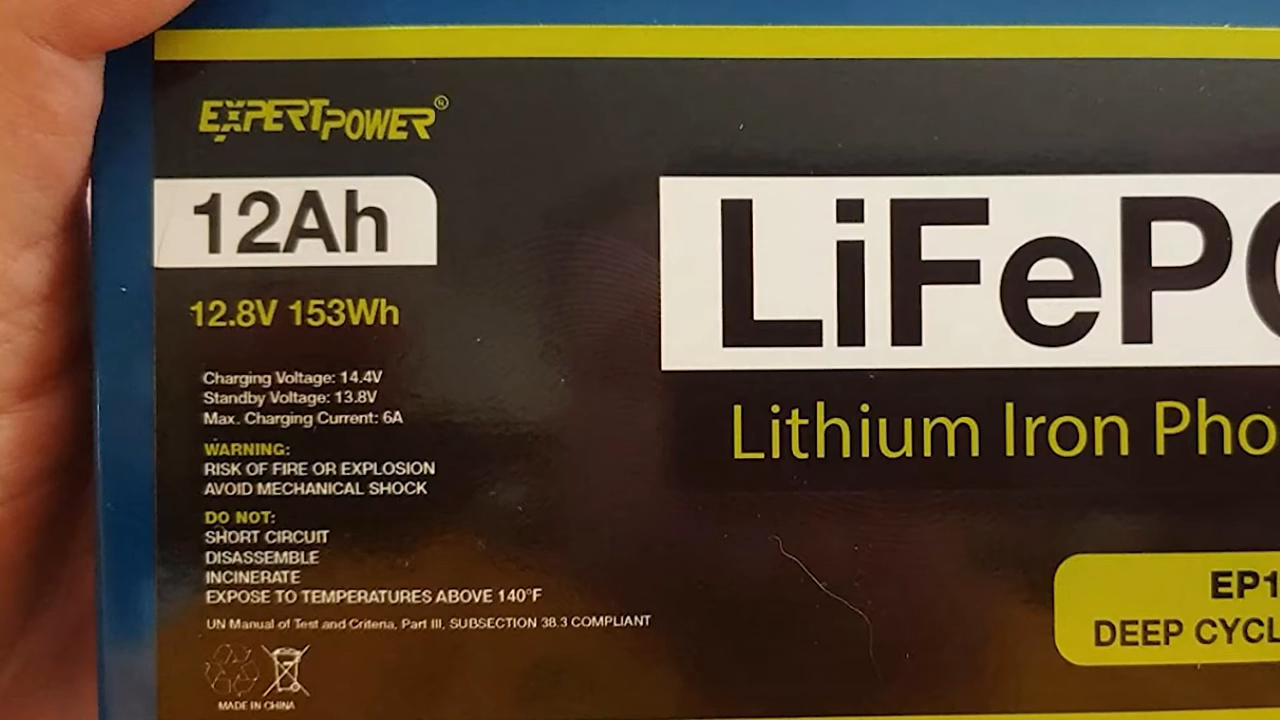 EXPERTPOWER®
12Ah
12.8V 153Wh
Charging Voltage: 14.4V
Standby Voltage: 13.8V
Max. Charging Current: 6A
WARNING:
RISK OF FIRE OR EXPLOSION
AVOID MECHANICAL SHOCK
DO NOT:
SHORT CIRCUIT
DISASSEMBLE
INCINERATE
EXPOSE TO TEMPERATURES ABOVE 140°F
UN Manual of Test and Criteria, Part III, SUBSECTION 38.3 COMPLIANT
MADE IN CHINA
LiFeP
Lithium Iron Pho
EP1
DEEP CYCL